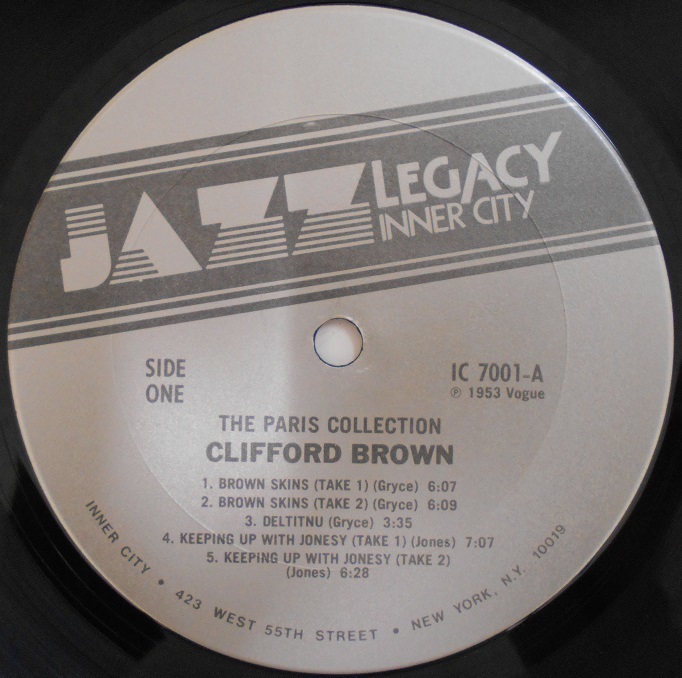 JAZZ LEGACY
INNER CITY
SIDE
ONE
IC 7001-A
℗ 1953 Vogue
THE PARIS COLLECTION
CLIFFORD BROWN
1. BROWN SKINS (TAKE 1) (Gryce) 6:07
2. BROWN SKINS (TAKE 2) (Gryce) 6:09
3. DELTITNU (Gryce) 3:35
4. KEEPING UP WITH JONESY (TAKE 1) (Jones) 7:07
5. KEEPING UP WITH JONESY (TAKE 2)
(Jones) 6:28
INNER CITY • 423 WEST 55TH STREET • NEW YORK, N.Y. 10019